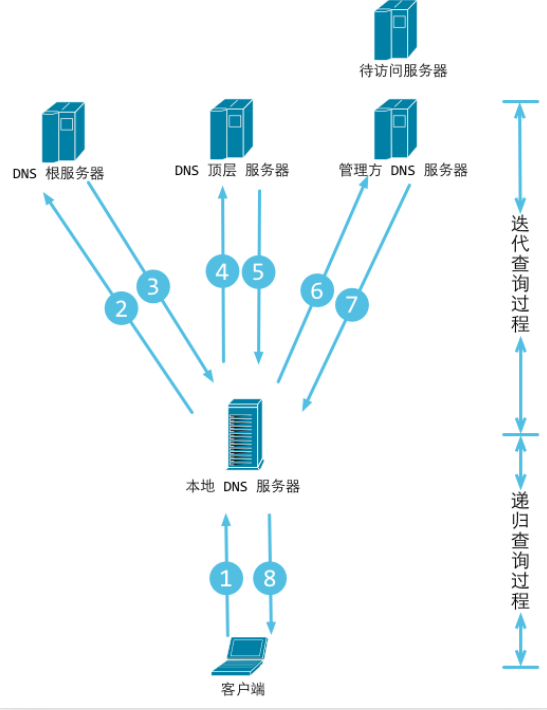 待访问服务器
DNS 根服务器
DNS 顶层 服务器
管理方 DNS 服务器
2
3
4
5
6
7
迭代查询过程
本地 DNS 服务器
1
8
递归查询过程
客户端